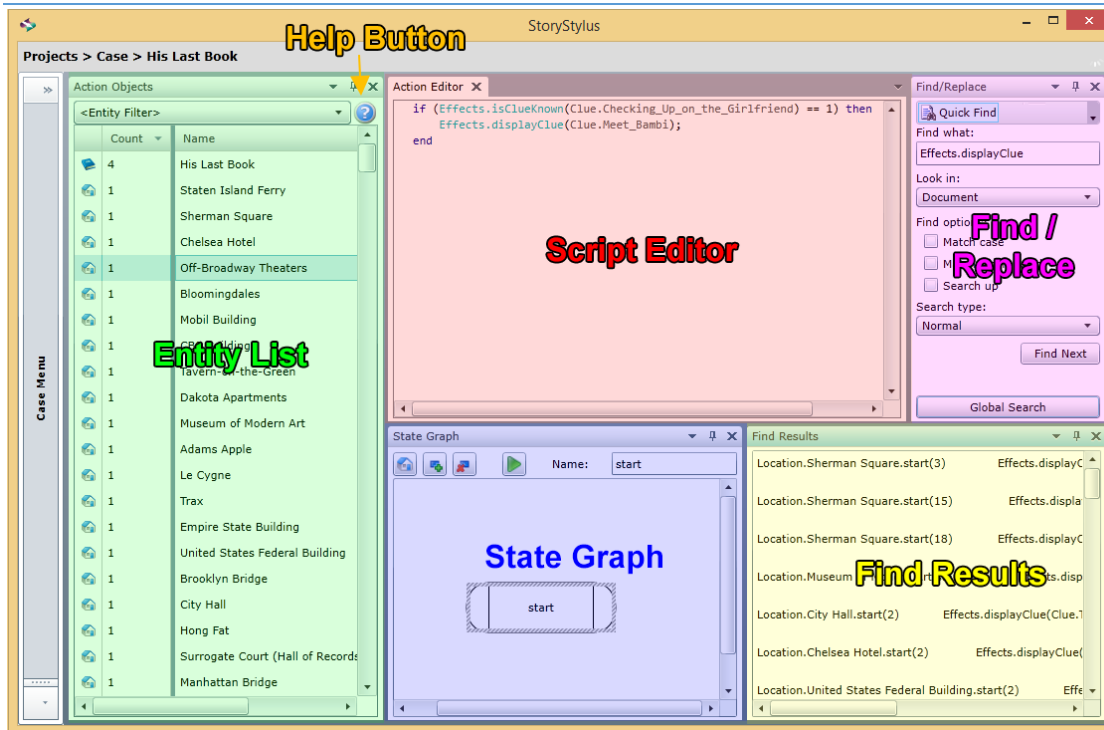 StoryStylus
Projects > Case > His Last Book
Help Button
Case Menu
Action Objects
<Entity Filter>
Count Name
4 His Last Book
1 Staten Island Ferry
1 Sherman Square
1 Chelsea Hotel
1 Off-Broadway Theaters
1 Bloomingdales
1 Mobil Building
1
1 Tavern-on-the-Green
1 Dakota Apartments
1 Museum of Modern Art
1 Adams Apple
1 Le Cygne
1 Trax
1 Empire State Building
1 United States Federal Building
1 Brooklyn Bridge
1 City Hall
1 Hong Fat
1 Surrogate Court (Hall of Records
1 Manhattan Bridge
Entity List
Action Editor
if (Effects.isClueKnown(Clue.Checking_Up_on_the_Girlfriend) == 1) then
Effects.displayClue(Clue.Meet_Bambi);
end
Script Editor
Find/Replace
Quick Find
Find what:
Effects.displayClue
Look in:
Document
Find
Match case
Search up
Search type:
Normal
Find Next
Global Search
Find /
Replace
State Graph
Name: start
State Graph
start
Find Results
Location.Sherman Square.start(3) Effects.displayC
Location.Sherman Square.start(15) Effects.displa
Location.Sherman Square.start(18) Effects.displayC
Location.Museum
Location.City Hall.start(2) Effects.displayClue(Clue.T
Location.Chelsea Hotel.start(2) Effects.displayClue(
Location.United States Federal Building.start(2) Effe
Find Results